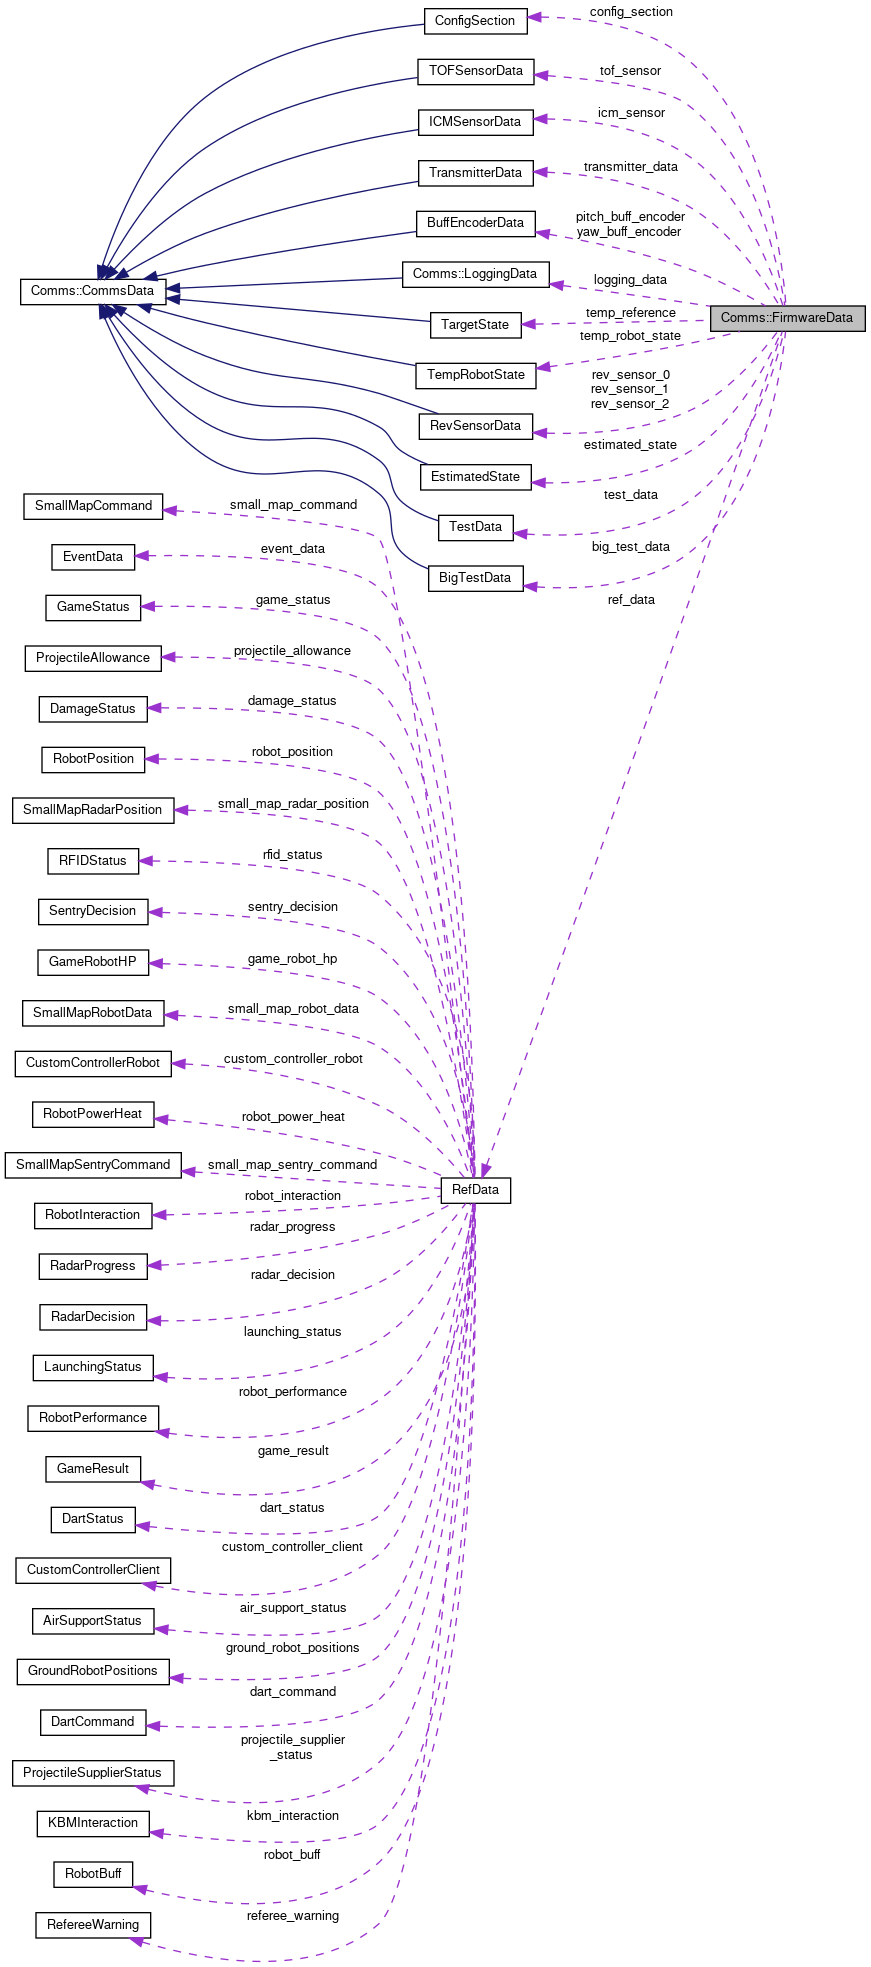 ConfigSection
config_section
TOFSensorData
tof_sensor
ICMSensorData
icm_sensor
TransmitterData
transmitter_data
BuffEncoderData
pitch_buff_encoder
yaw_buff_encoder
Comms::CommsData
Comms::LoggingData
logging_data
Comms::FirmwareData
TargetState
temp_reference
TempRobotState
temp_robot_state
RevSensorData
rev_sensor_0
rev_sensor_1
rev_sensor_2
EstimatedState
estimated_state
TestData
test_data
BigTestData
big_test_data
ref_data
SmallMapCommand
small_map_command
EventData
event_data
GameStatus
game_status
ProjectileAllowance
projectile_allowance
DamageStatus
damage_status
RobotPosition
robot_position
SmallMapRadarPosition
small_map_radar_position
RFIDStatus
rfid_status
SentryDecision
sentry_decision
GameRobotHP
game_robot_hp
SmallMapRobotData
small_map_robot_data
CustomControllerRobot
custom_controller_robot
RobotPowerHeat
robot_power_heat
SmallMapSentryCommand
small_map_sentry_command
RefData
RobotInteraction
robot_interaction
RadarProgress
radar_progress
RadarDecision
radar_decision
LaunchingStatus
launching_status
RobotPerformance
robot_performance
GameResult
game_result
DartStatus
dart_status
CustomControllerClient
custom_controller_client
AirSupportStatus
air_support_status
GroundRobotPositions
ground_robot_positions
DartCommand
dart_command
ProjectileSupplierStatus
projectile_supplier
_status
KBMInteraction
kbm_interaction
RobotBuff
robot_buff
RefereeWarning
referee_warning